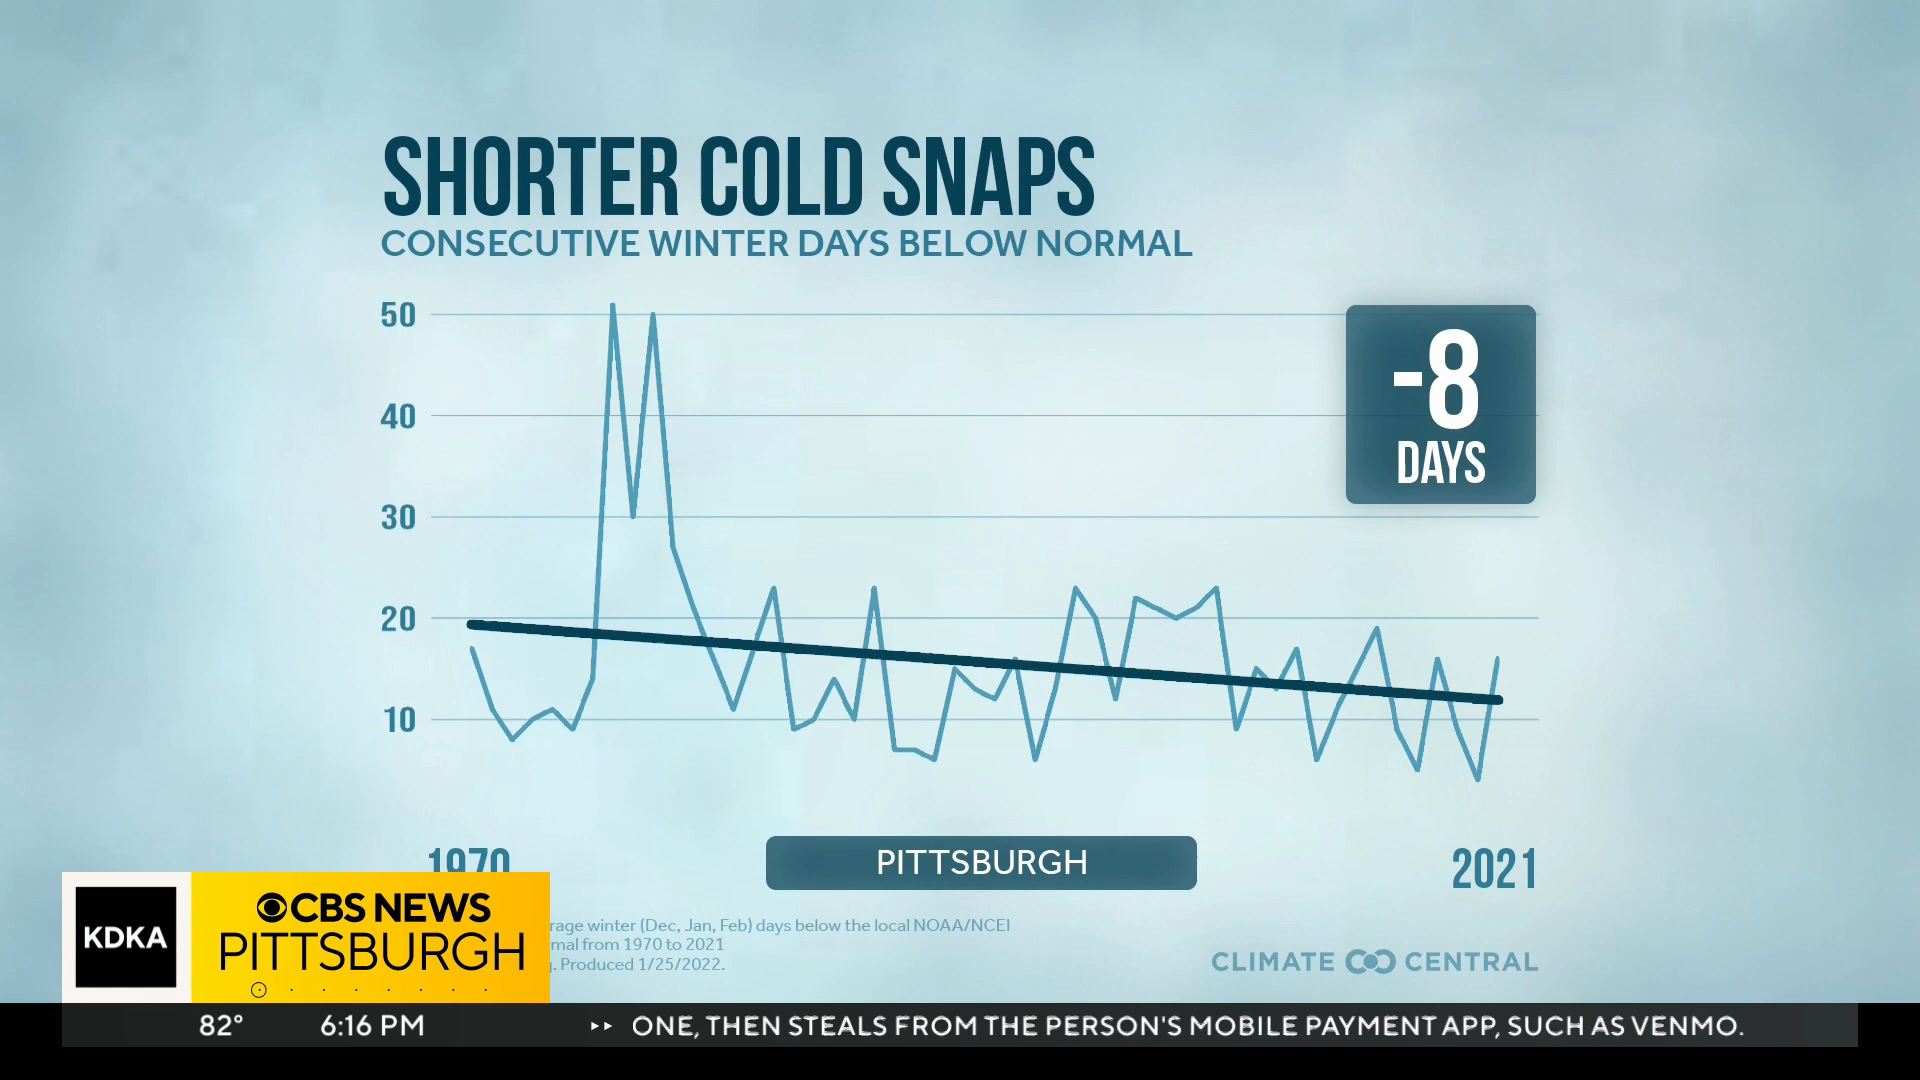 SHORTER COLD SNAPS
CONSECUTIVE WINTER DAYS BELOW NORMAL
50
40
30
20
10
-8
DAYS
1970
PITTSBURGH
2021
winter (Dec, Jan, Feb) days below the local NOAA/NCEI
from 1970 to 2021
Produced 1/25/2022.
CLIMATE CENTRAL
KDKA
CBS NEWS
PITTSBURGH
82° 6:16 PM ONE, THEN STEALS FROM THE PERSON'S MOBILE PAYMENT APP, SUCH AS VENMO.